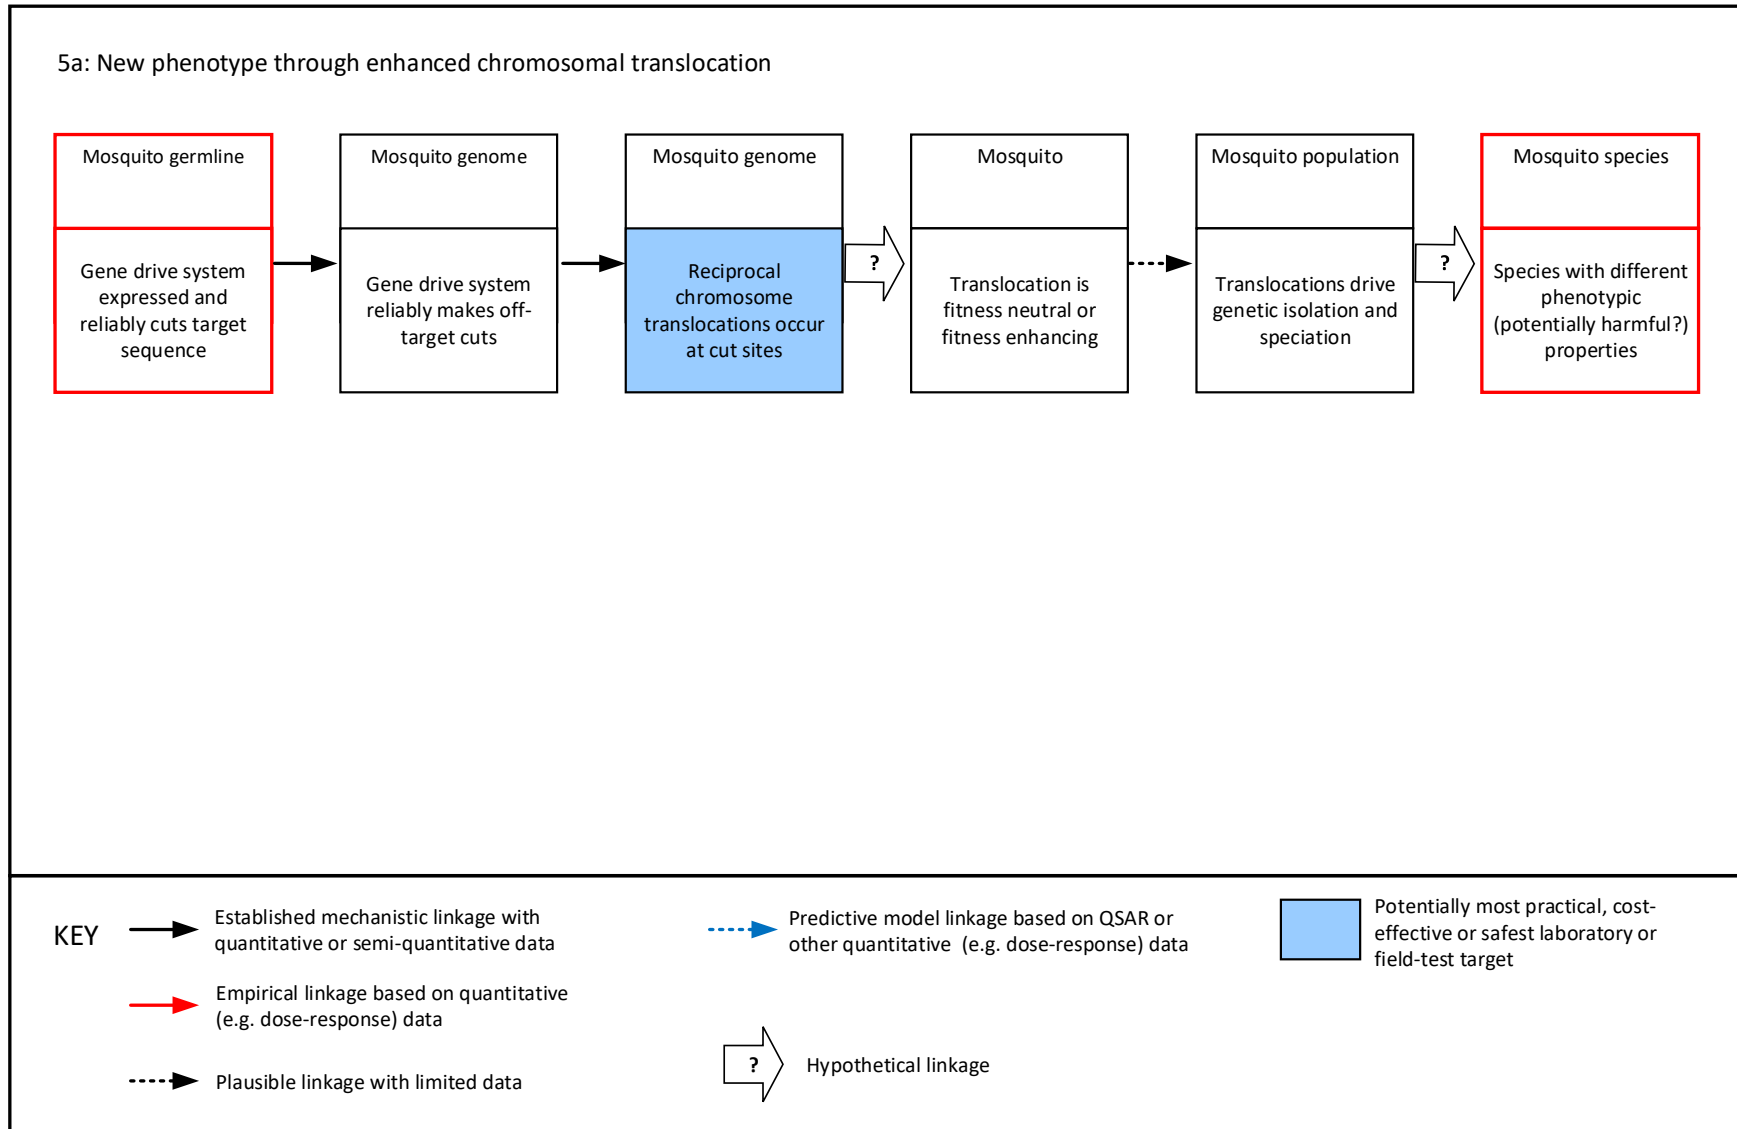 5a: New phenotype through enhanced chromosomal translocation
Mosquito germline
Gene drive system
expressed and
reliably cuts target
sequence
Mosquito genome
Gene drive system
reliably makes off-
target cuts
Mosquito genome
Reciprocal
chromosome
translocations occur
at cut sites
?
Mosquito
Translocation is
fitness neutral or
fitness enhancing
Mosquito population
Translocations drive
genetic isolation and
speciation
?
Mosquito species
Species with different
phenotypic
(potentially harmful?)
properties
KEY
Established mechanistic linkage with
quantitative or semi-quantitative data
Empirical linkage based on quantitative
(e.g. dose-response) data
Plausible linkage with limited data
Predictive model linkage based on QSAR or
other quantitative (e.g. dose-response) data
?
Hypothetical linkage
Potentially most practical, cost-
effective or safest laboratory or
field-test target